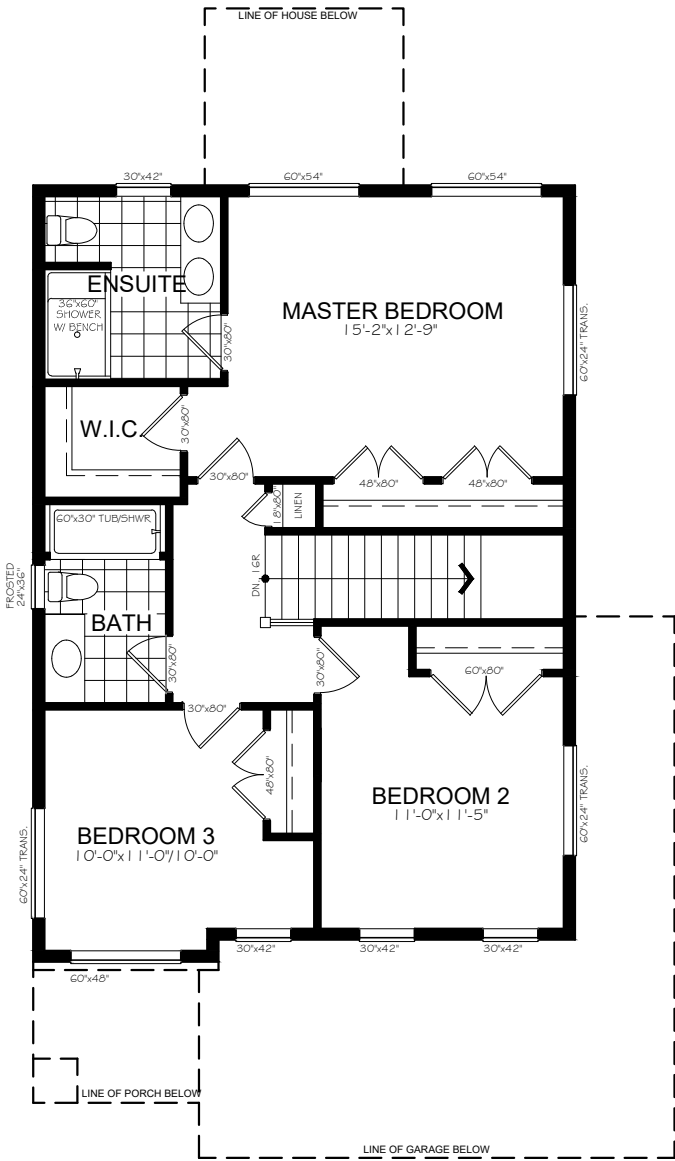 LINE OF HOUSE BELOW
30"x42"
60"x54"
60"x54"
ENSUITE
36"x60"
SHOWER
W/ BENCH
30"x80"
MASTER BEDROOM
15'-2"x12'-9"
60"x24" TRANS.
W.I.C.
30"x80"
30"x80"
48"x80"
48"x80"
18"x80"
LINEN
60"x30" TUB/SHWR
FROSTED
24"x36"
BATH
30"x80"
DN. 16R.
30"x80"
60"x80"
30"x80"
48"x80"
BEDROOM 2
11'-0"x11'-5"
60"x24" TRANS.
BEDROOM 3
10'-0"x11'-0"/10'-0"
60"x24" TRANS.
30"x42"
30"x42"
30"x42"
60"x48"
LINE OF PORCH BELOW
LINE OF GARAGE BELOW